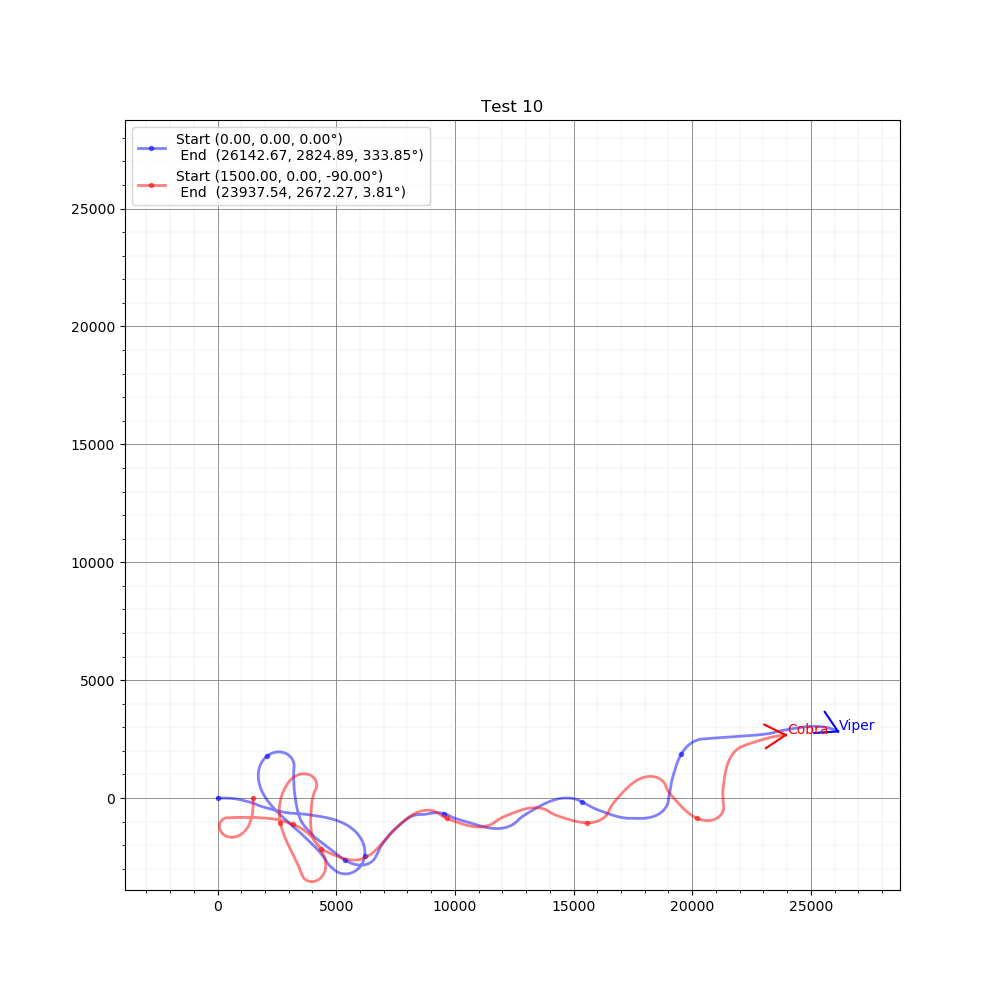 Test 10
Start (0.00, 0.00, 0.00°)
End (26142.67, 2824.89, 333.85°)
Start (1500.00, 0.00, -90.00°)
End (23937.54, 2672.27, 3.81°)
25000
20000
15000
10000
5000
0
Cobra
Viper
0 5000 10000 15000 20000 25000